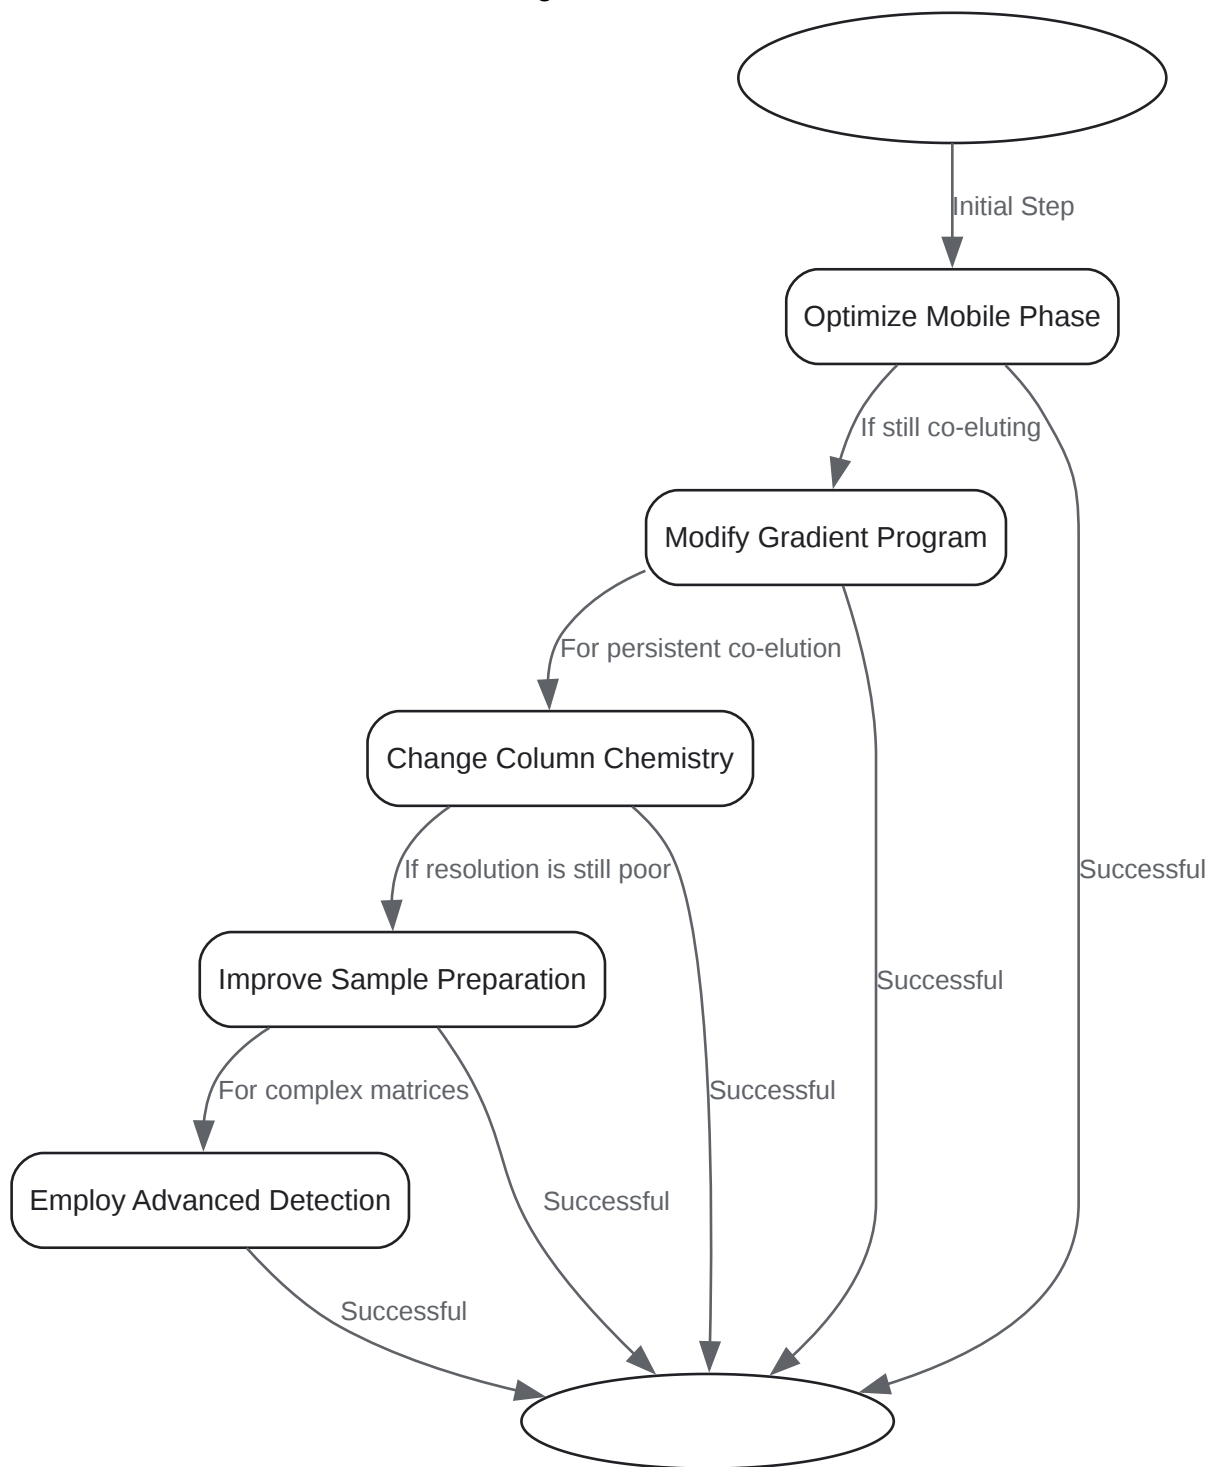 Initial Step
Optimize Mobile Phase
If still co-eluting
Modify Gradient Program
For persistent co-elution
Change Column Chemistry
If resolution is still poor
Successful
Improve Sample Preparation
Successful
For complex matrices
Successful
Employ Advanced Detection
Successful
Successful